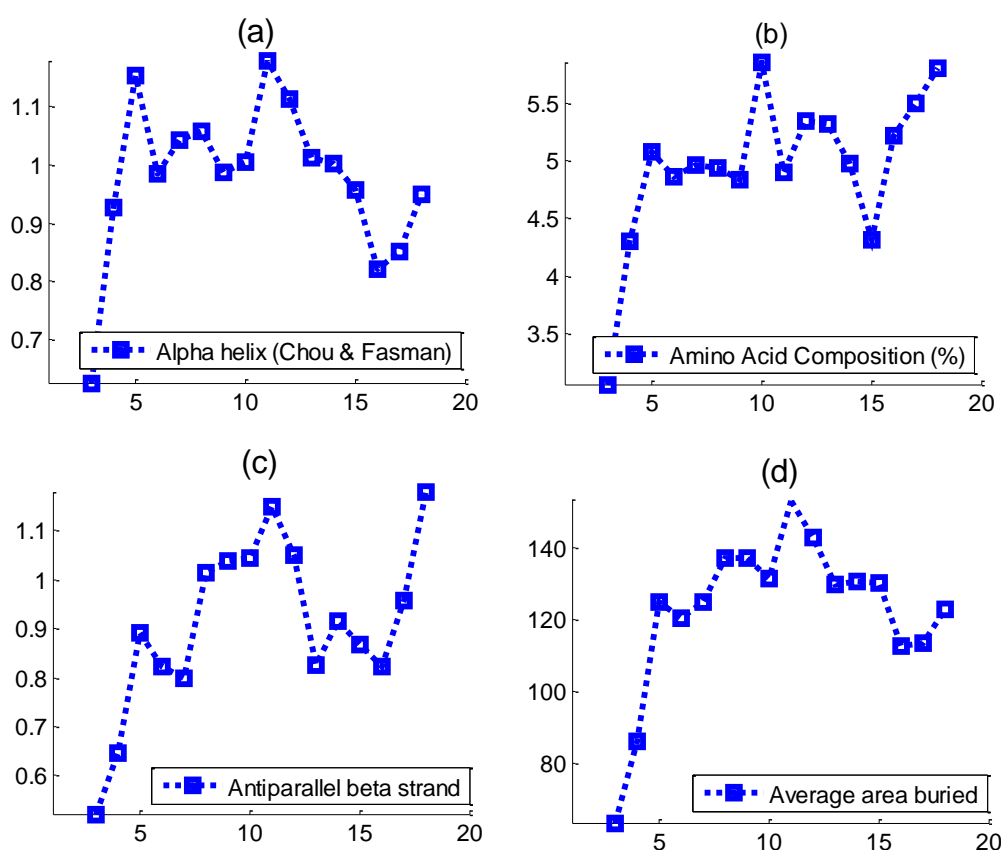 (a)
1.1
1
0.9
0.8
0.7
Alpha helix (Chou & Fasman)
5 10 15 20
(b)
5.5
5
4.5
4
3.5
Amino Acid Composition (%)
5 10 15 20
(c)
1.1
1
0.9
0.8
0.7
0.6
Antiparallel beta strand
5 10 15 20
(d)
140
120
100
80
Average area buried
5 10 15 20